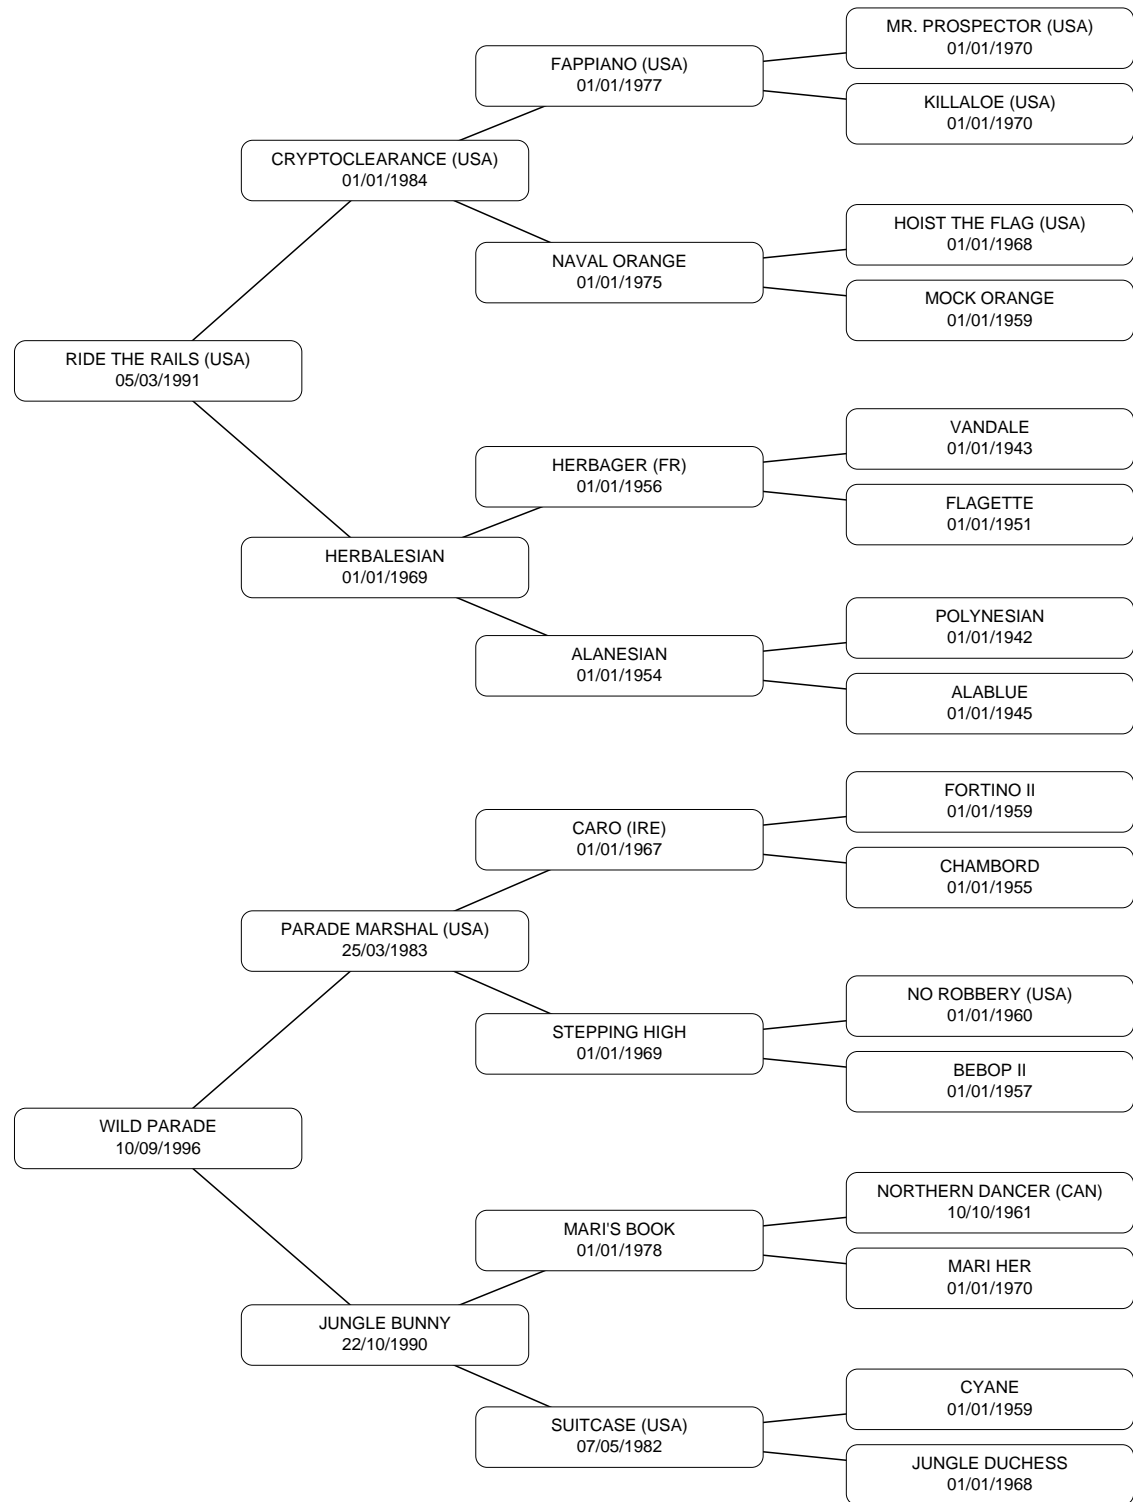 MR. PROSPECTOR (USA)
01/01/1970
FAPPIANO (USA)
01/01/1977
KILLALOE (USA)
01/01/1970
CRYPTOCLEARANCE (USA)
01/01/1984
HOIST THE FLAG (USA)
01/01/1968
NAVAL ORANGE
01/01/1975
MOCK ORANGE
01/01/1959
RIDE THE RAILS (USA)
05/03/1991
VANDALE
01/01/1943
HERBAGER (FR)
01/01/1956
FLAGETTE
01/01/1951
HERBALESIAN
01/01/1969
POLYNESIAN
01/01/1942
ALANESIAN
01/01/1954
ALABLUE
01/01/1945
FORTINO II
01/01/1959
CARO (IRE)
01/01/1967
CHAMBORD
01/01/1955
PARADE MARSHAL (USA)
25/03/1983
NO ROBBERY (USA)
01/01/1960
STEPPING HIGH
01/01/1969
BEBOP II
01/01/1957
WILD PARADE
10/09/1996
NORTHERN DANCER (CAN)
10/10/1961
MARI'S BOOK
01/01/1978
MARI HER
01/01/1970
JUNGLE BUNNY
22/10/1990
CYANE
01/01/1959
SUITCASE (USA)
07/05/1982
JUNGLE DUCHESS
01/01/1968